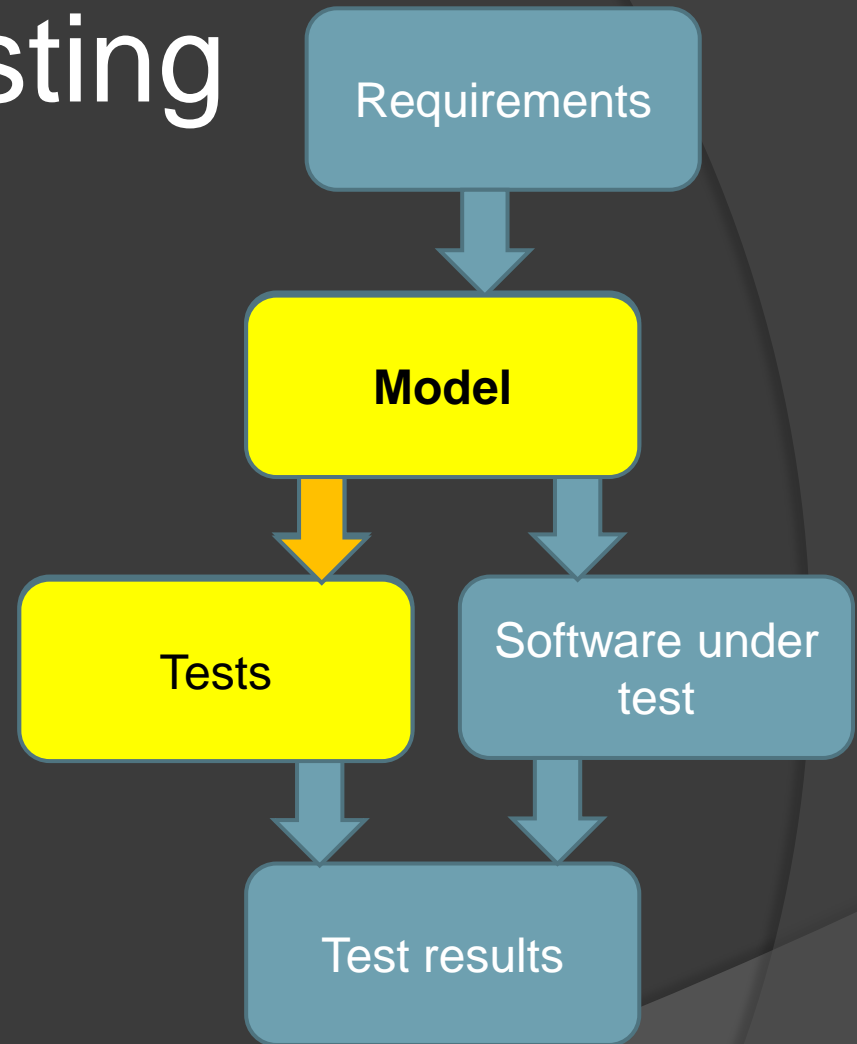 sting
Requirements
Model
Tests
Software under
test
Test results